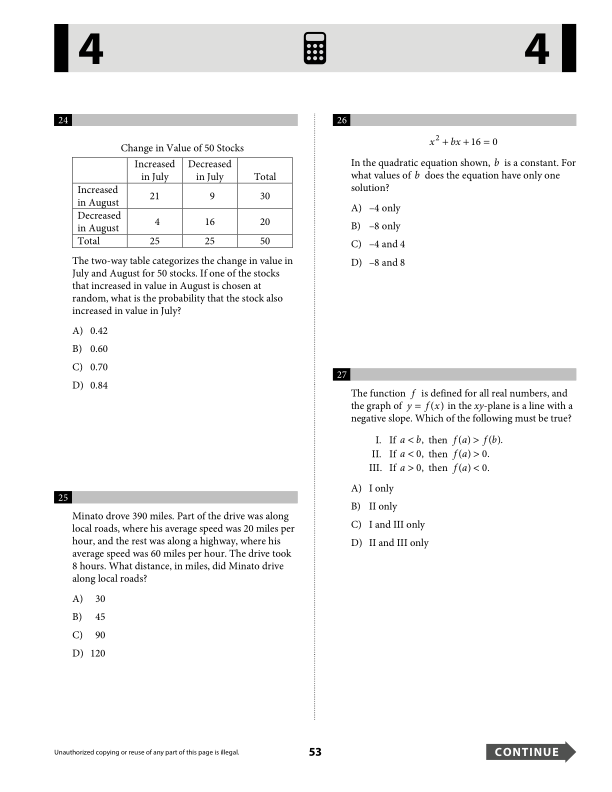 4
4
24
Change in Value of 50 Stocks
Increased in July Decreased in July Total
Increased in August 21 9 30
Decreased in August 4 16 20
Total 25 25 50
The two-way table categorizes the change in value in
July and August for 50 stocks. If one of the stocks
that increased in value in August is chosen at
random, what is the probability that the stock also
increased in value in July?
A) 0.42
B) 0.60
C) 0.70
D) 0.84
25
Minato drove 390 miles. Part of the drive was along
local roads, where his average speed was 20 miles per
hour, and the rest was along a highway, where his
average speed was 60 miles per hour. The drive took
8 hours. What distance, in miles, did Minato drive
along local roads?
A) 30
B) 45
C) 90
D) 120
26
x² + bx + 16 = 0
In the quadratic equation shown, b is a constant. For
what values of b does the equation have only one
solution?
A) –4 only
B) –8 only
C) –4 and 4
D) –8 and 8
27
The function f is defined for all real numbers, and
the graph of y = f(x) in the xy-plane is a line with a
negative slope. Which of the following must be true?
I. If a < b, then f(a) > f(b).
II. If a < 0, then f(a) > 0.
III. If a > 0, then f(a) < 0.
A) I only
B) II only
C) I and III only
D) II and III only
Unauthorized copying or reuse of any part of this page is illegal.
53
CONTINUE